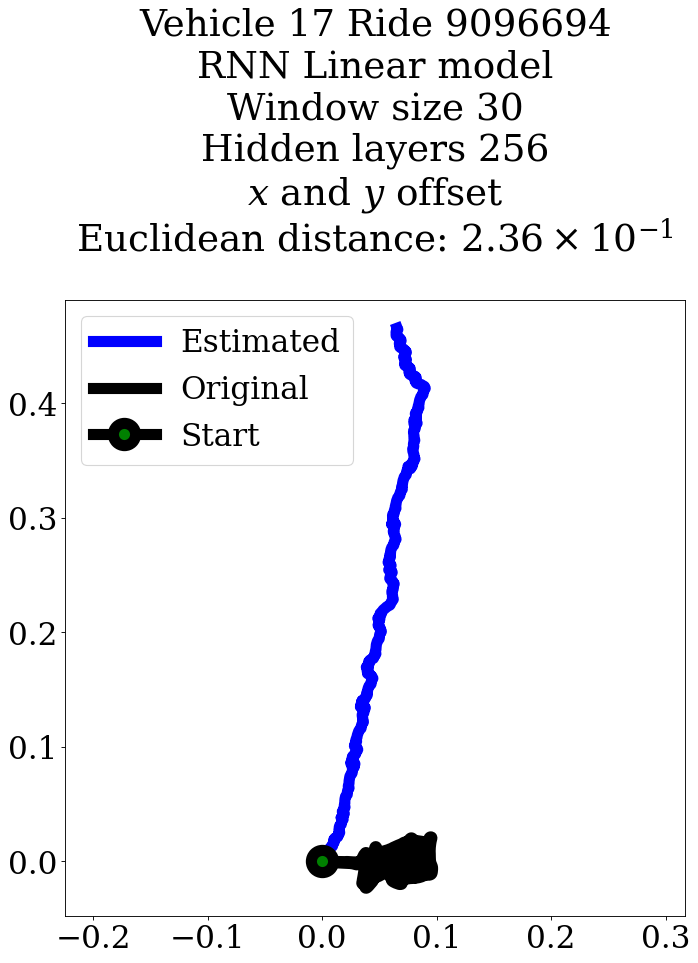 Vehicle 17 Ride 9096694
RNN Linear model
Window size 30
Hidden layers 256
x and y offset
Euclidean distance: 2.36 × 10⁻¹
Estimated
Original
Start
0.4
0.3
0.2
0.1
0.0
−0.2 −0.1 0.0 0.1 0.2 0.3